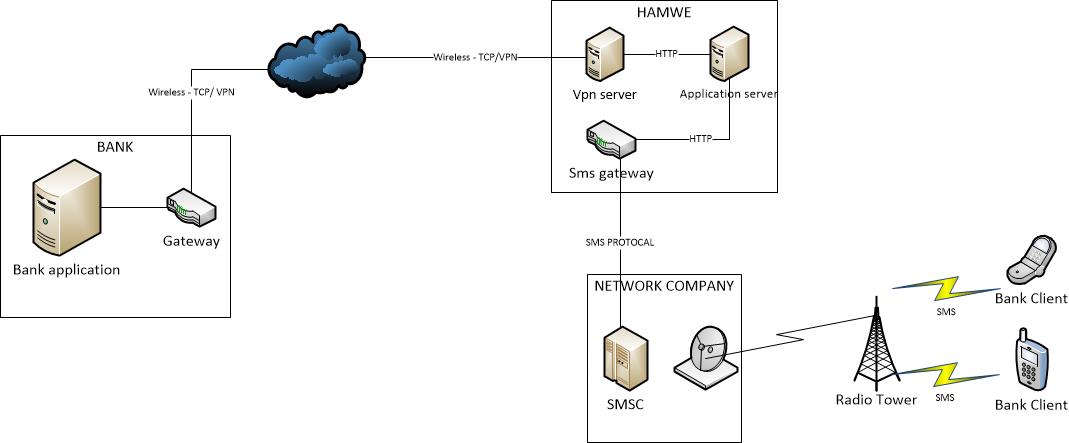 HAMWE
Wireless - TCP/VPN
HTTP
Vpn server
Application server
Wireless - TCP/ VPN
HTTP
BANK
Sms gateway
Gateway
SMS PROTOCAL
Bank application
NETWORK COMPANY
Bank Client
SMS
SMSC
Radio Tower
SMS
Bank Client